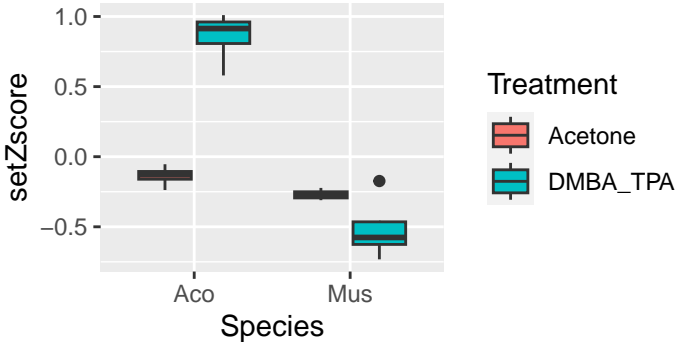 1.0
0.5
0.0
−0.5
setZscore
Aco Mus
Species
Treatment
Acetone
DMBA_TPA